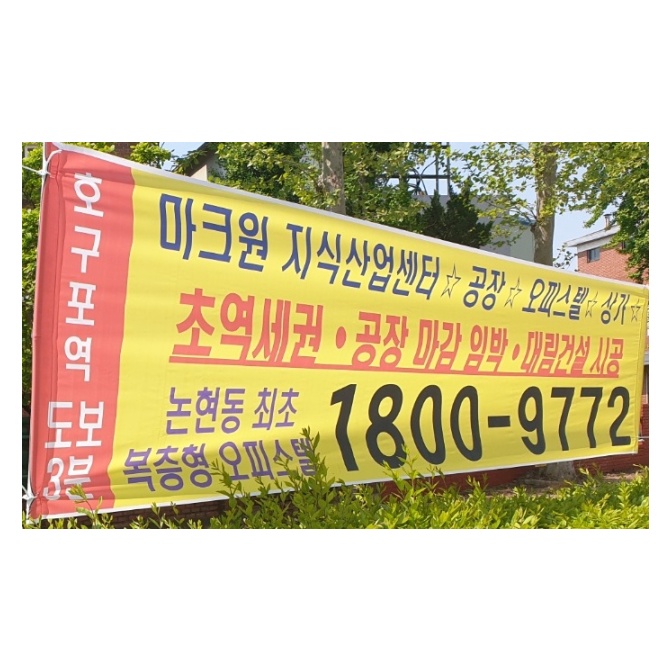 호구포역
도보
3분
마크원 지식산업센터 ☆ 공장 ☆ 오피스텔 ☆ 상가 ☆
초역세권 · 공장 마감 임박 · 대림건설 시공
논현동 최초
복층형 오피스텔
1800-9772